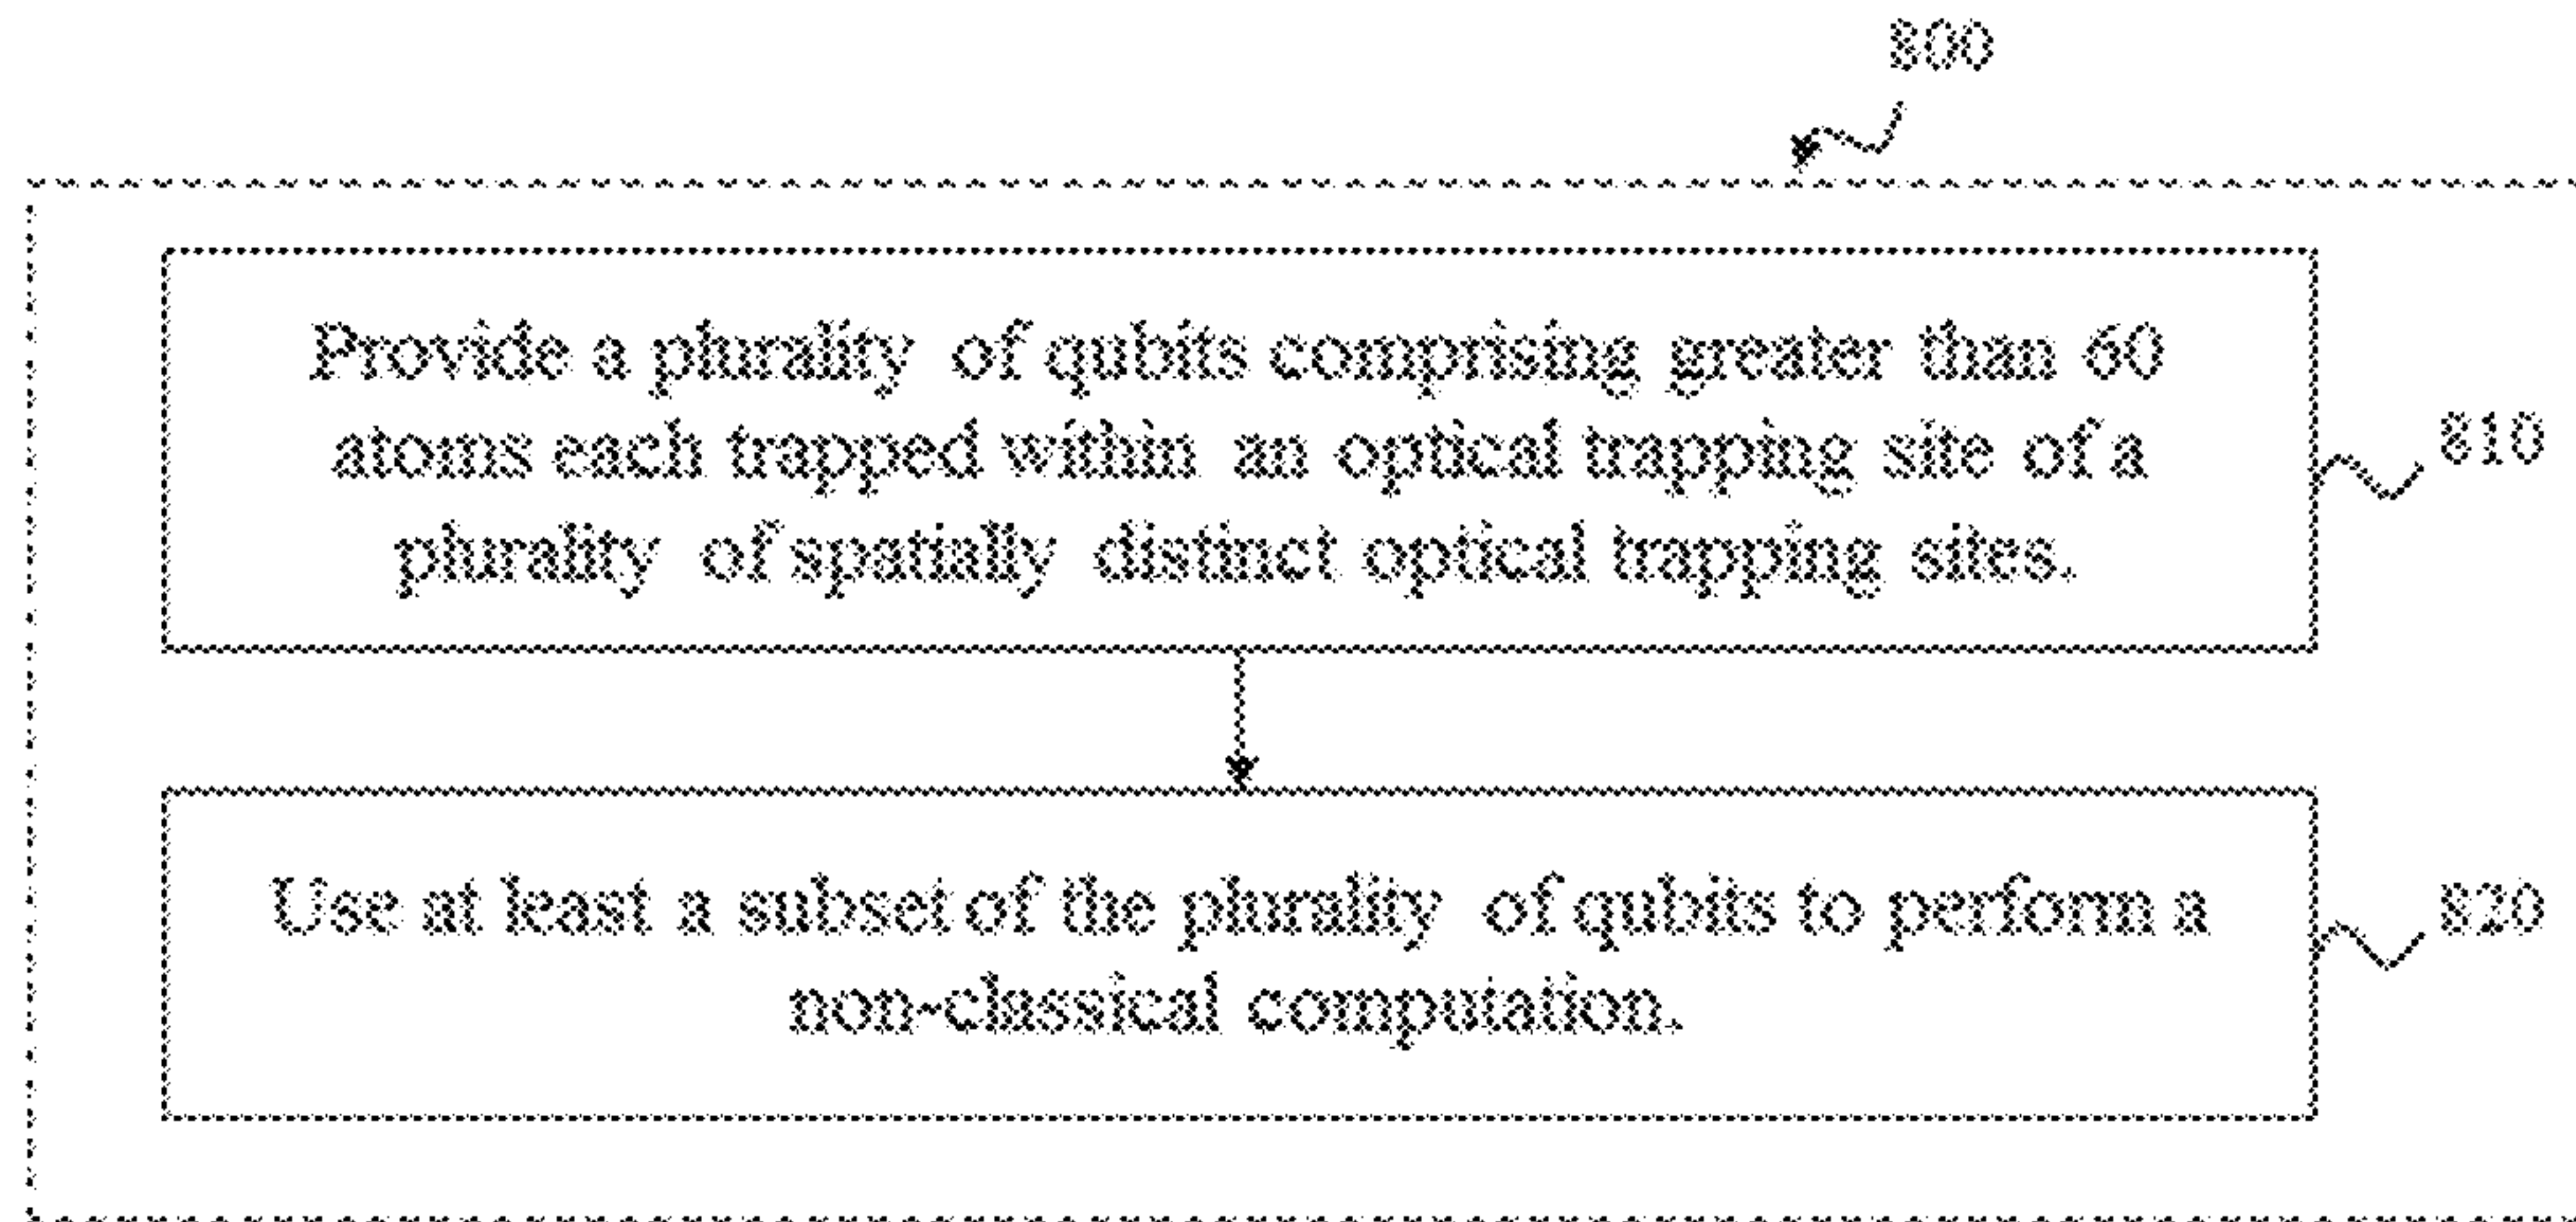 800
Provide a plurality of qubits comprising greater than 60
atoms each trapped within an optical trapping site of a
plurality of spatially distinct optical trapping sites.
810
Use at least a subset of the plurality of qubits to perform a
non-classical computation.
820